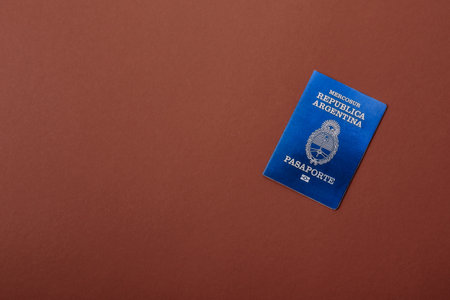 MERCOSUR
REPUBLICA
ARGENTINA
PASAPORTE